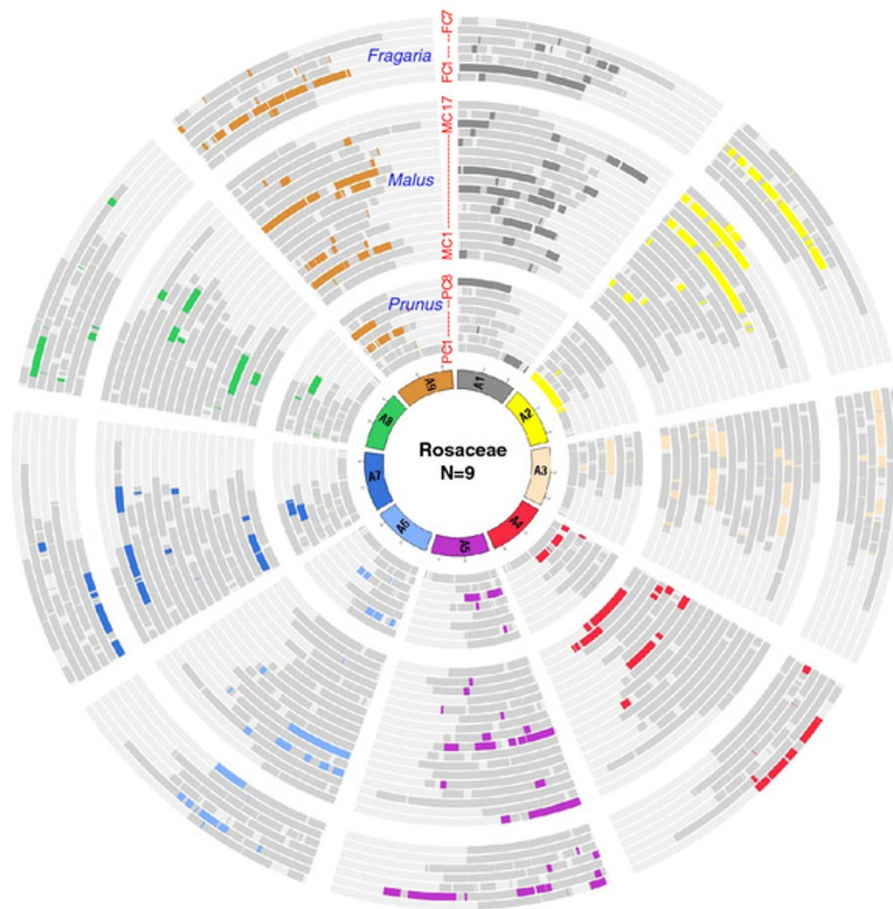 Fragaria
FC1 -- --FC7
Malus
MC1 ------------------MC17
Prunus
PC1 ------ --PC8
A9
A1
A8
A2
Rosaceae
N=9
A7
A3
A6
A4
A5